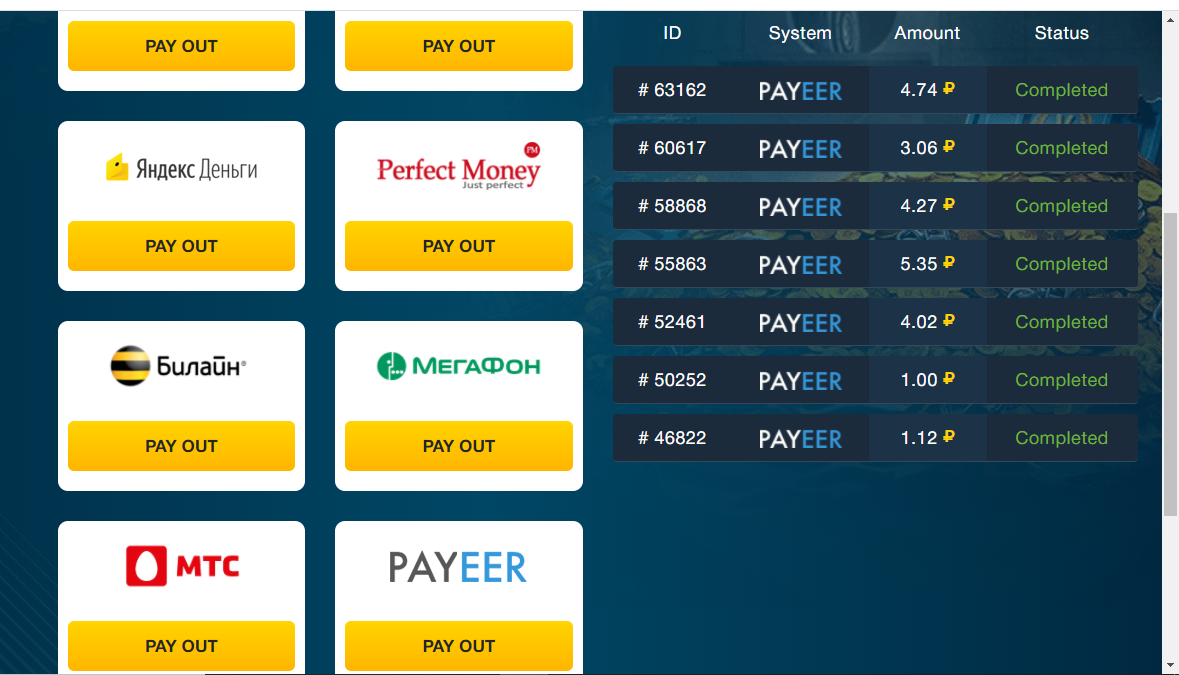 PAY OUT
PAY OUT
Яндекс Деньги
PAY OUT
PM
Perfect Money
Just perfect
PAY OUT
Билайн®
PAY OUT
МЕГАФОН
PAY OUT
МТС
PAY OUT
PAYEER
PAY OUT
ID System Amount Status
# 63162 PAYEER 4.74 ₽ Completed
# 60617 PAYEER 3.06 ₽ Completed
# 58868 PAYEER 4.27 ₽ Completed
# 55863 PAYEER 5.35 ₽ Completed
# 52461 PAYEER 4.02 ₽ Completed
# 50252 PAYEER 1.00 ₽ Completed
# 46822 PAYEER 1.12 ₽ Completed